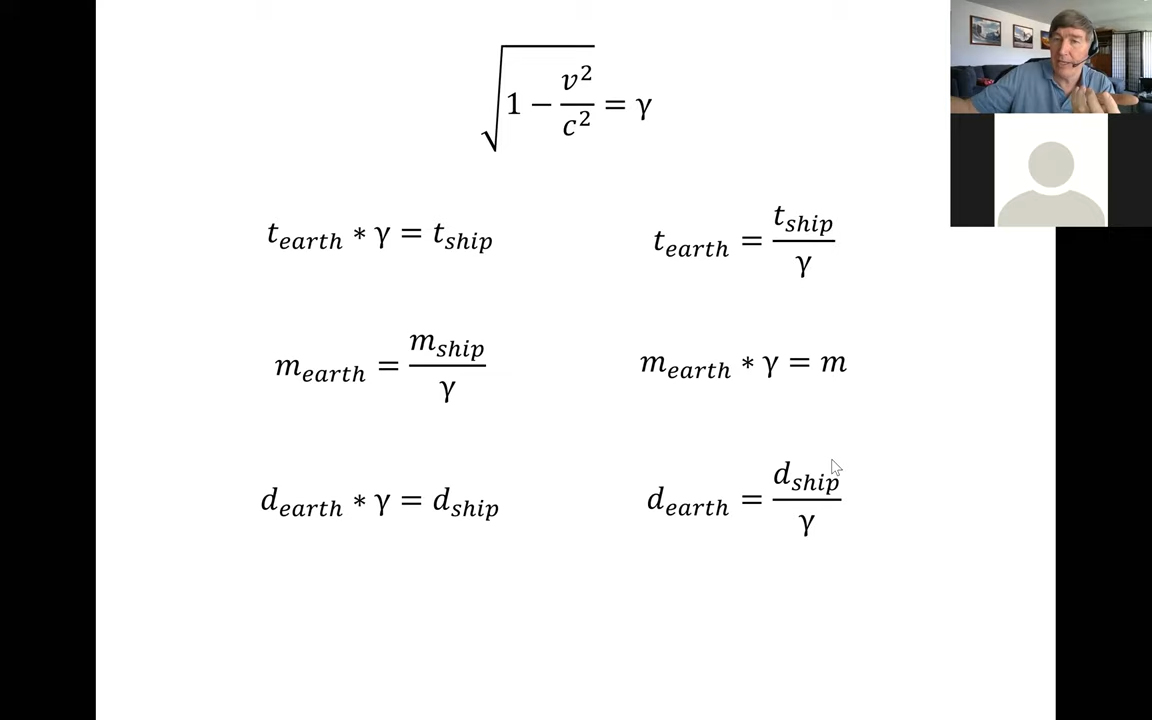 √(1 − v²/c²) = γ
t_earth * γ = t_ship
t_earth = t_ship/γ
m_earth = m_ship/γ
m_earth * γ = m
d_earth * γ = d_ship
d_earth = d_ship/γ